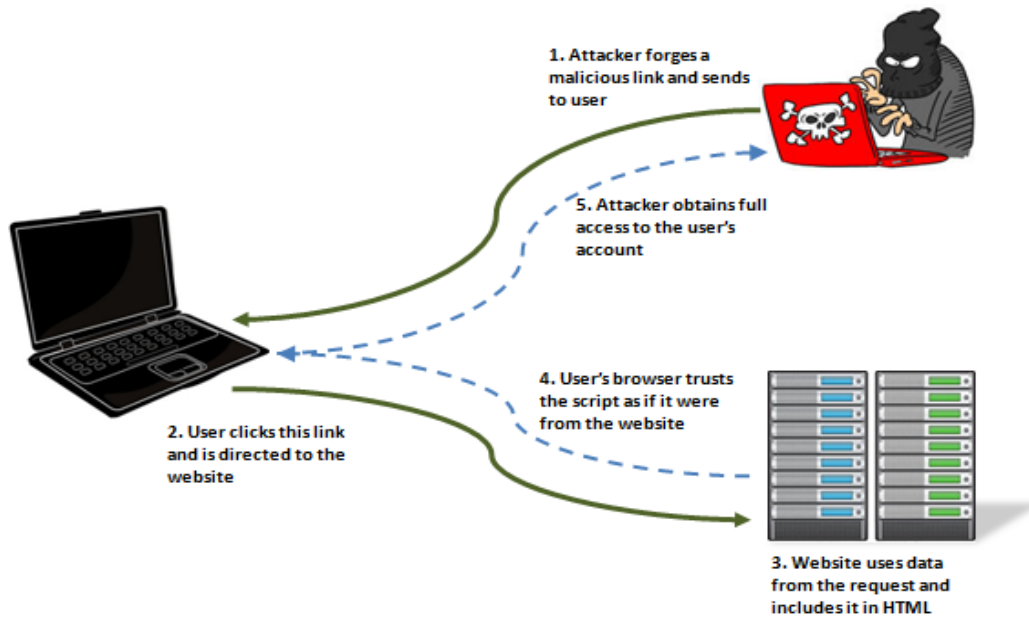 1. Attacker forges a
malicious link and sends
to user
5. Attacker obtains full
access to the user's
account
4. User's browser trusts
the script as if it were
from the website
2. User clicks this link
and is directed to the
website
3. Website uses data
from the request and
includes it in HTML